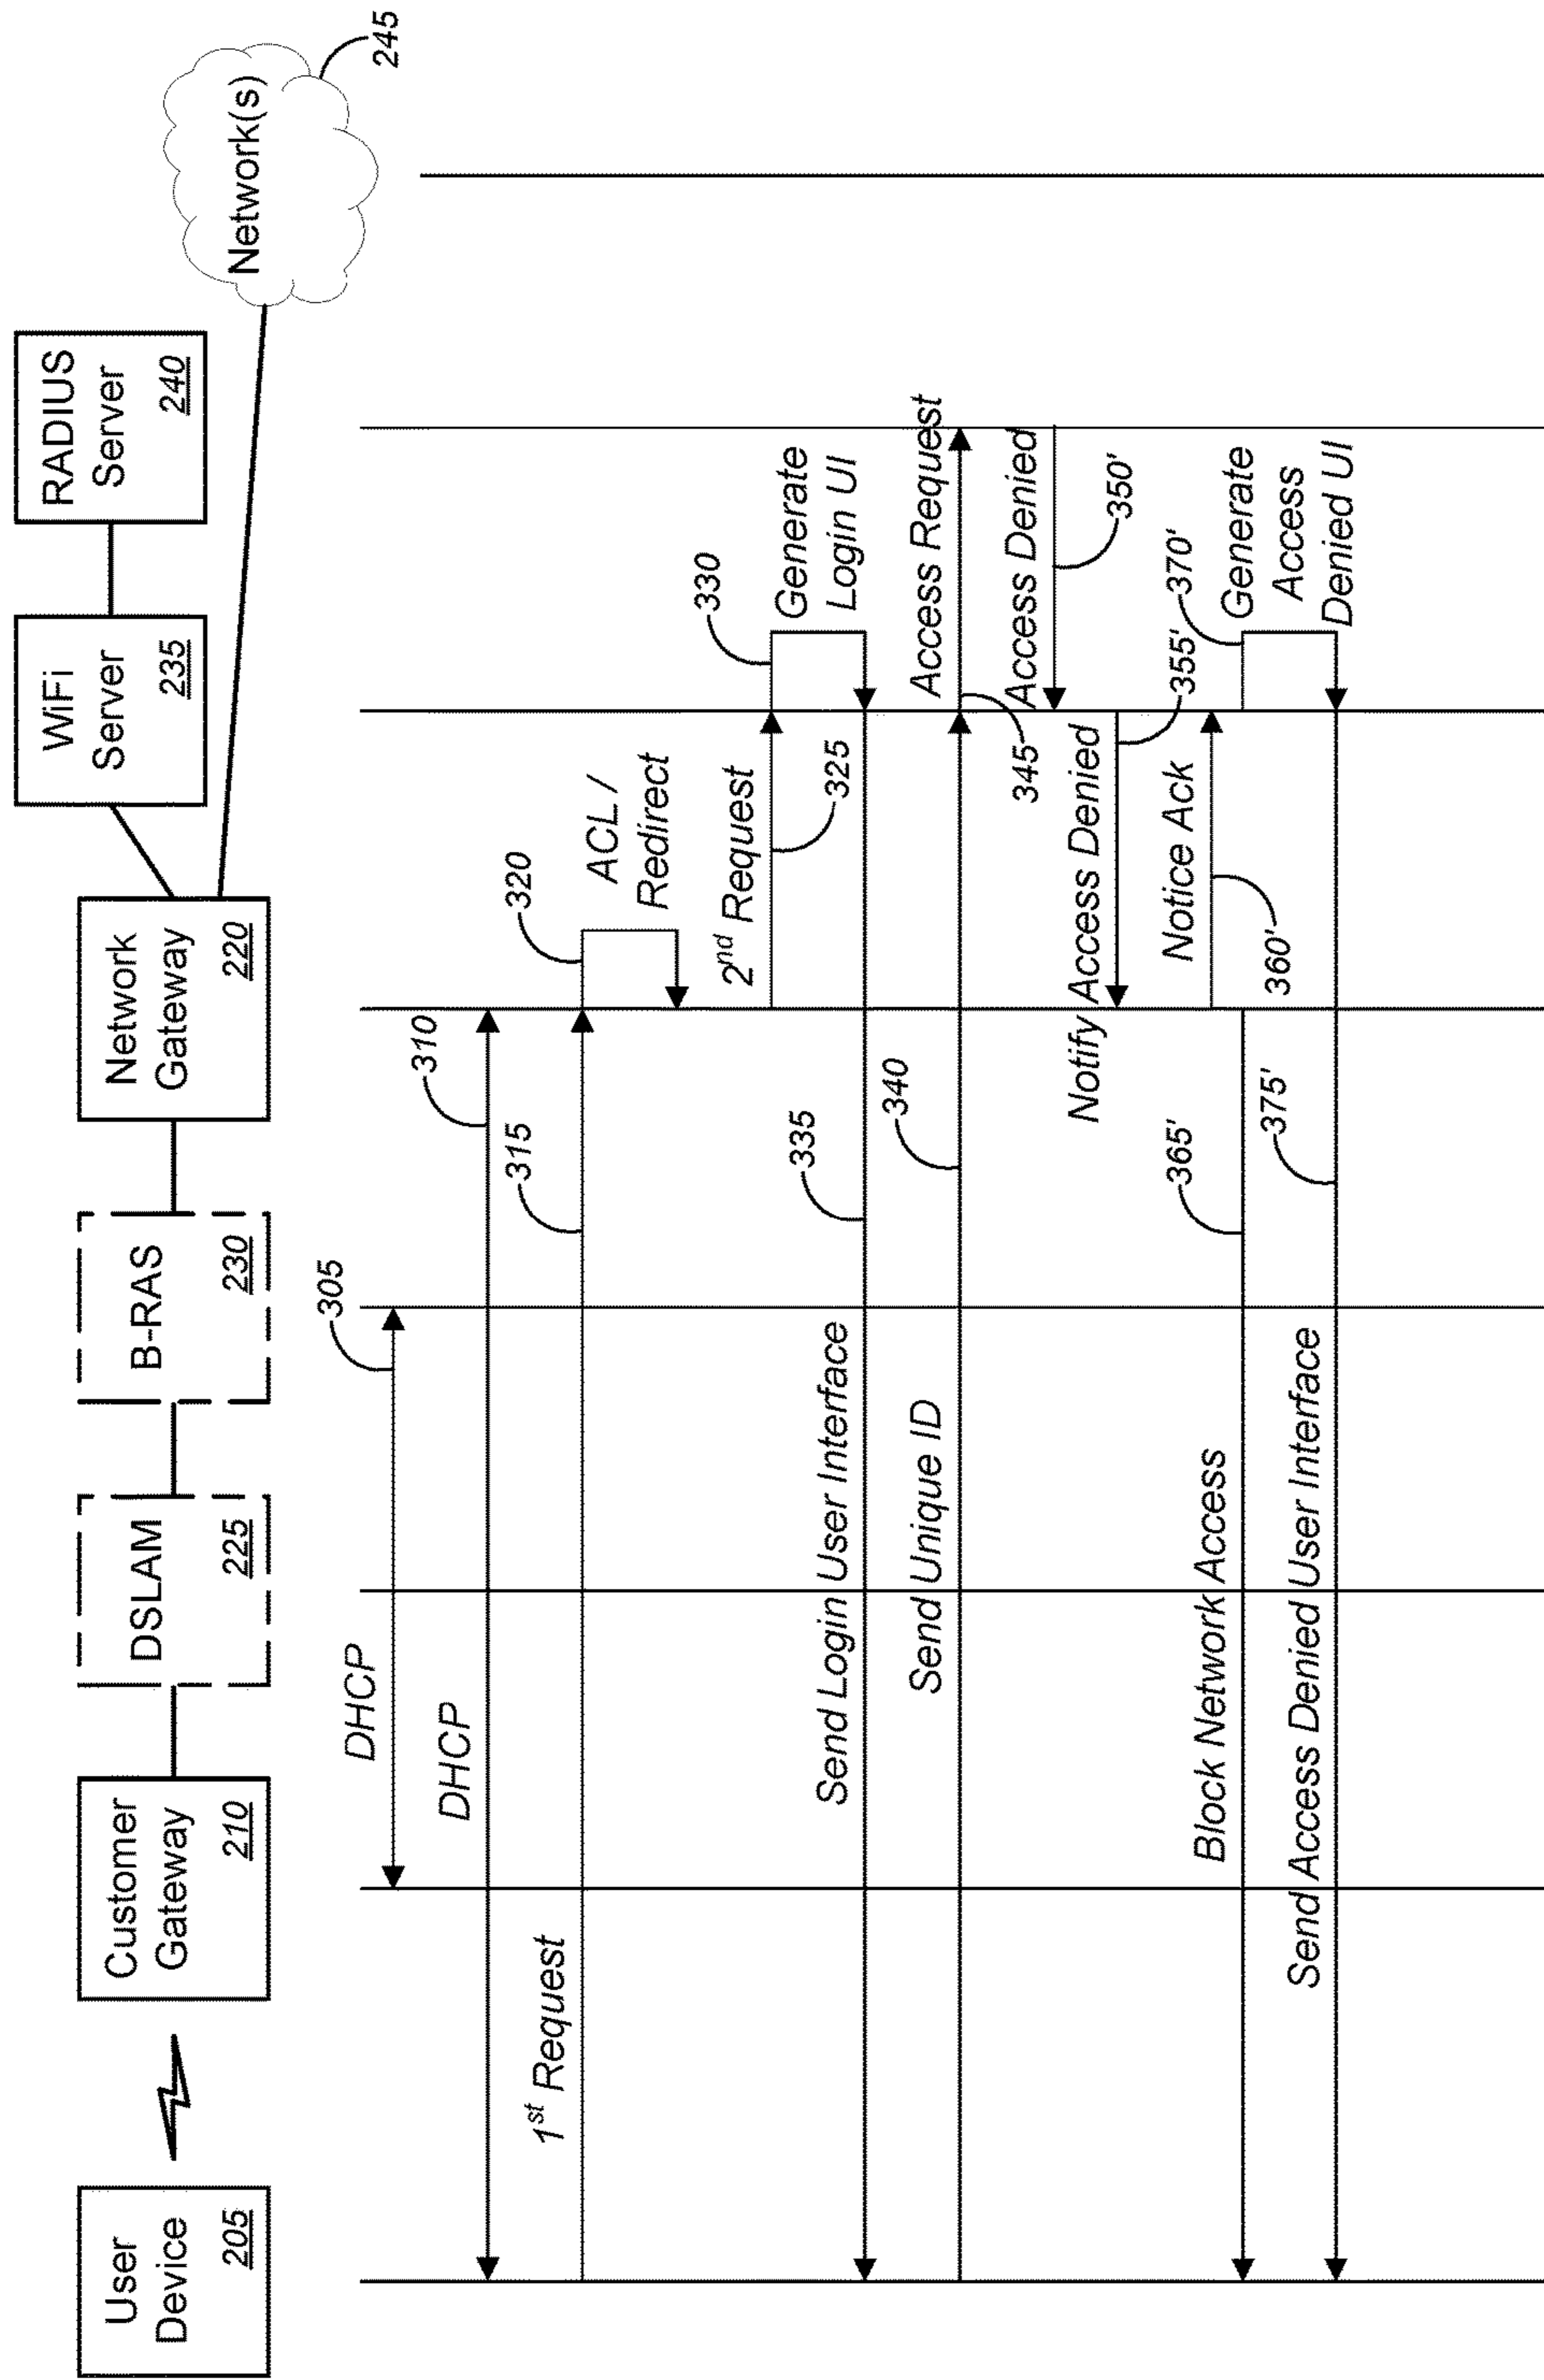 User
Device
205
Customer
Gateway
210
DSLAM
225
B-RAS
230
Network
Gateway
220
WiFi
Server
235
RADIUS
Server
240
Network(s)
245
DHCP
305
DHCP
310
1st Request
315
320
ACL /
Redirect
2nd Request
325
330
Generate
Login UI
Send Login User Interface
335
Send Unique ID
340
Access Request
345
Access Denied
350'
Notify Access Denied
355'
Notice Ack
360'
Block Network Access
365'
370'
Generate
Access
Denied UI
Send Access Denied User Interface
375'